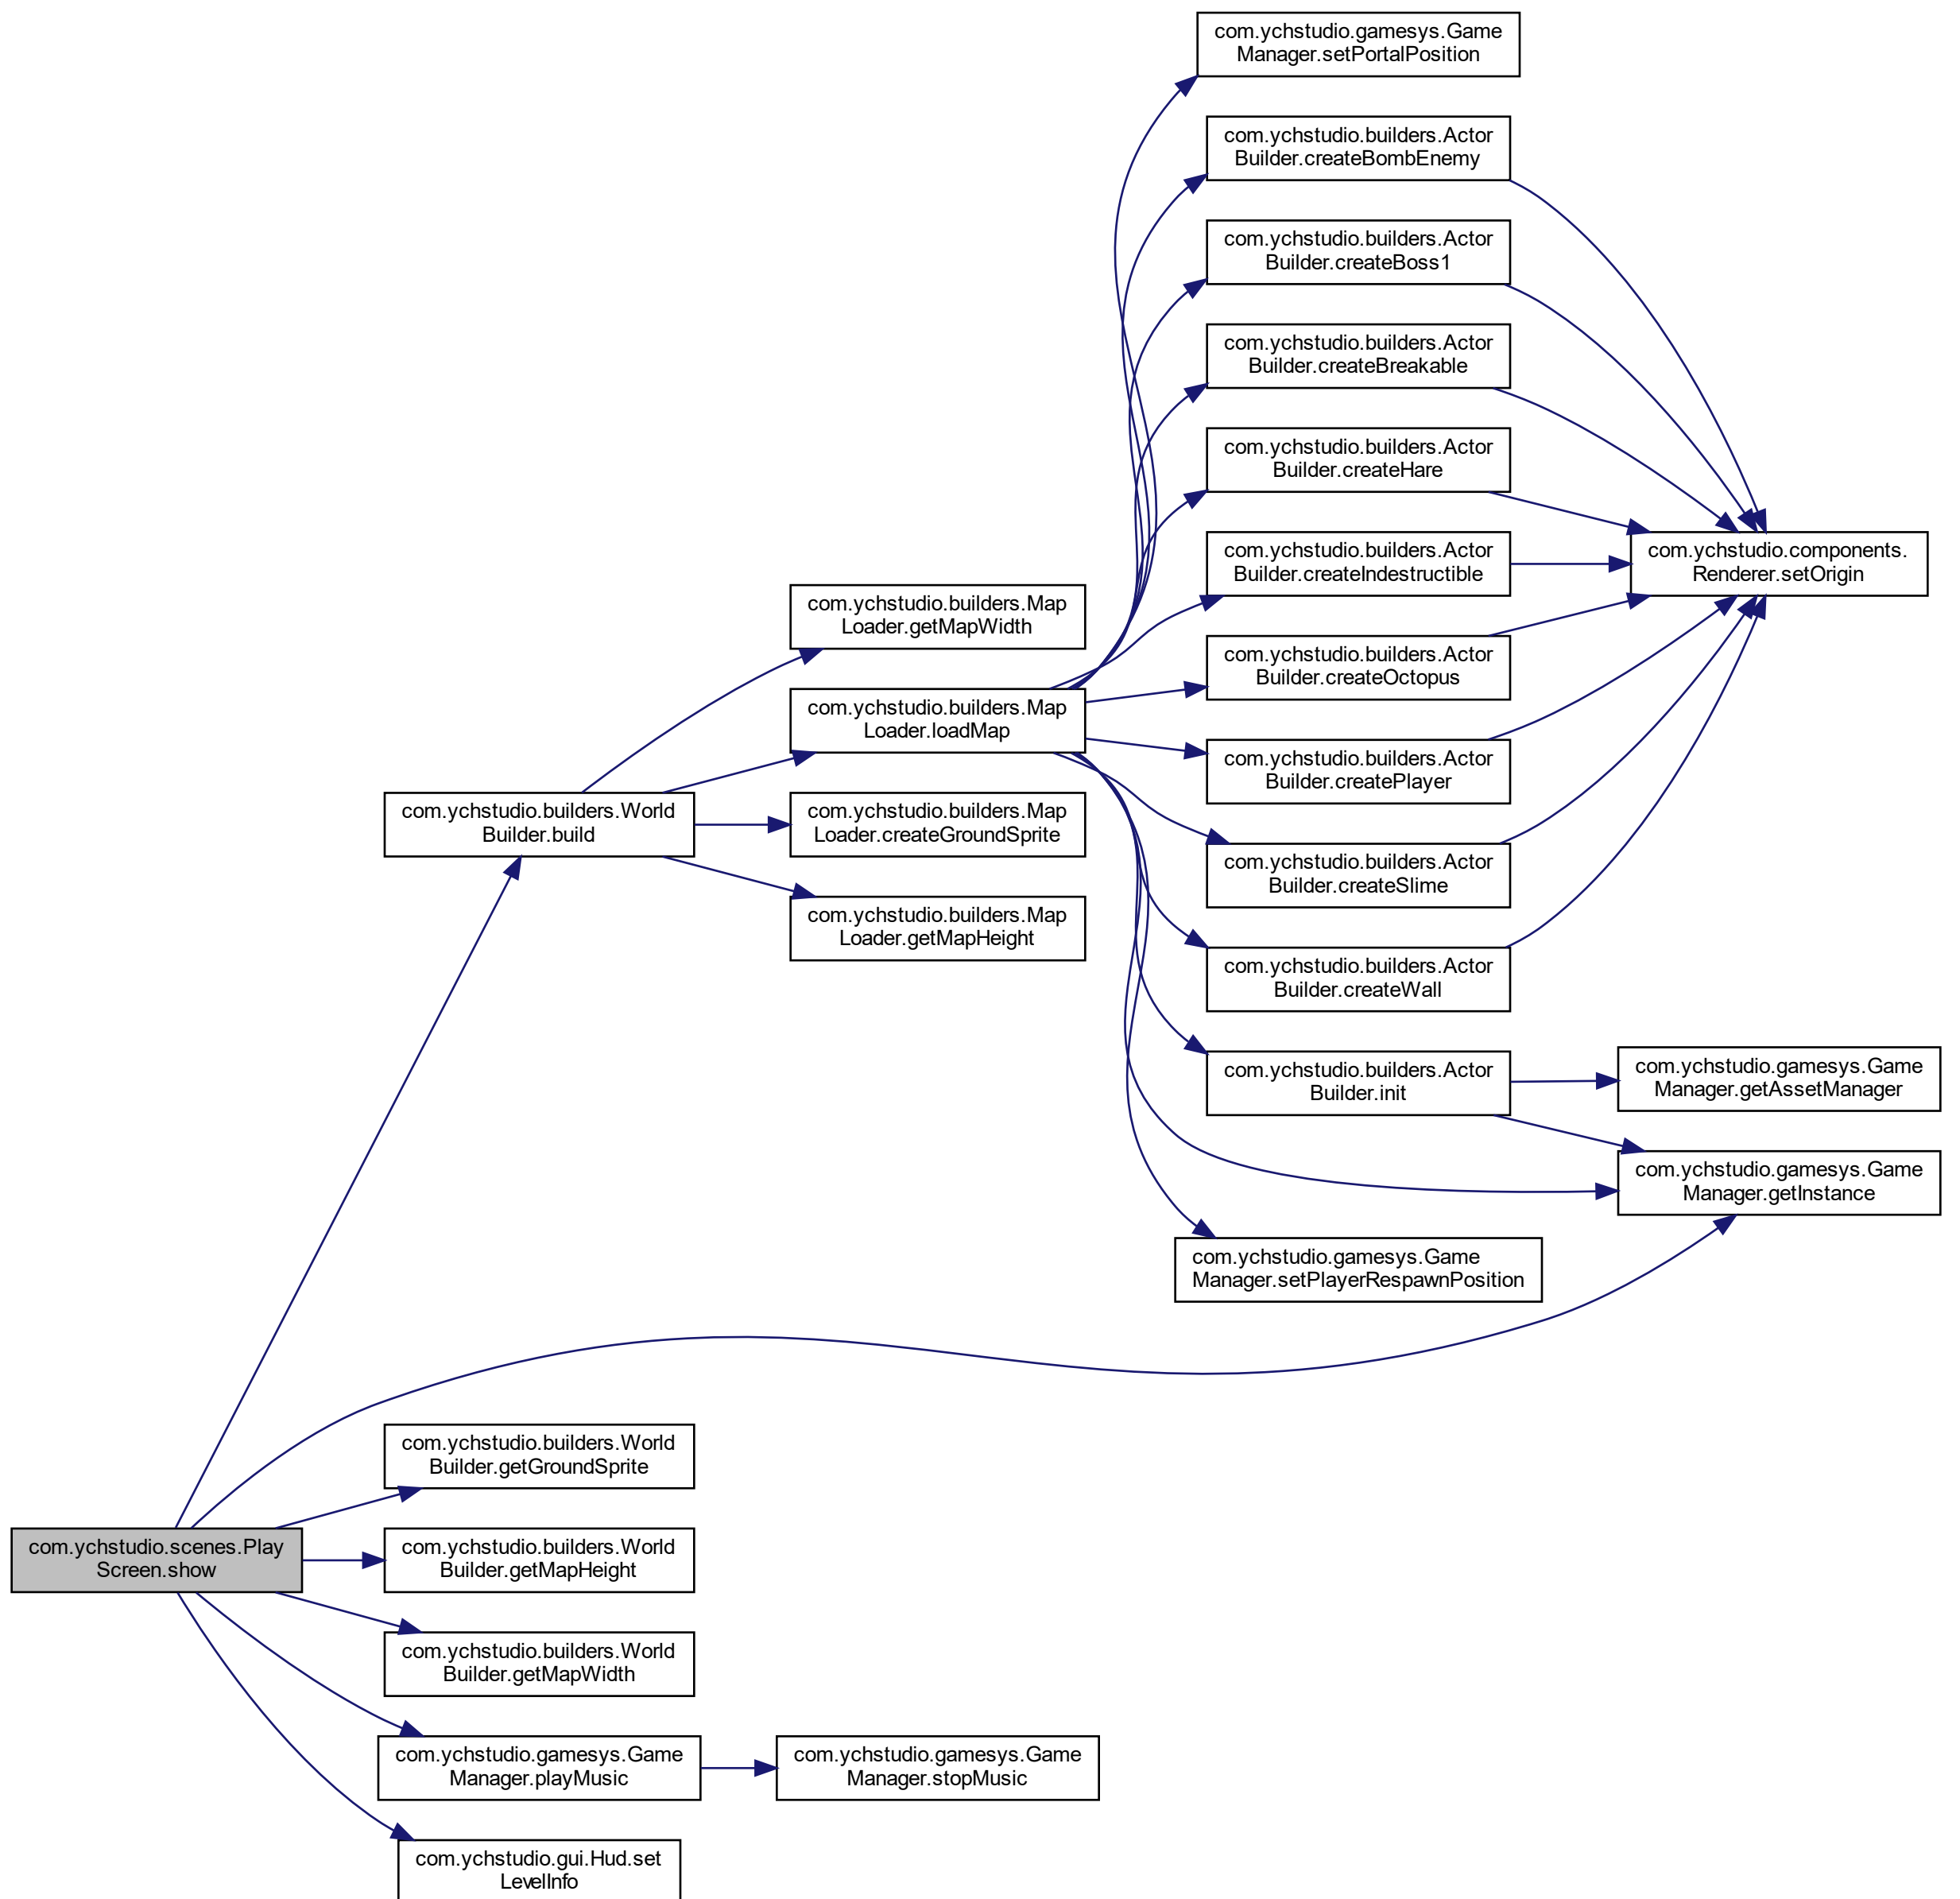 com.ychstudio.gamesys.Game
Manager.setPortalPosition
com.ychstudio.builders.Actor
Builder.createBombEnemy
com.ychstudio.builders.Actor
Builder.createBoss1
com.ychstudio.builders.Actor
Builder.createBreakable
com.ychstudio.builders.Actor
Builder.createHare
com.ychstudio.builders.Actor
Builder.createIndestructible
com.ychstudio.components.
Renderer.setOrigin
com.ychstudio.builders.Map
Loader.getMapWidth
com.ychstudio.builders.Actor
Builder.createOctopus
com.ychstudio.builders.Map
Loader.loadMap
com.ychstudio.builders.Actor
Builder.createPlayer
com.ychstudio.builders.World
Builder.build
com.ychstudio.builders.Map
Loader.createGroundSprite
com.ychstudio.builders.Actor
Builder.createSlime
com.ychstudio.builders.Map
Loader.getMapHeight
com.ychstudio.builders.Actor
Builder.createWall
com.ychstudio.builders.Actor
Builder.init
com.ychstudio.gamesys.Game
Manager.getAssetManager
com.ychstudio.gamesys.Game
Manager.getInstance
com.ychstudio.gamesys.Game
Manager.setPlayerRespawnPosition
com.ychstudio.builders.World
Builder.getGroundSprite
com.ychstudio.scenes.Play
Screen.show
com.ychstudio.builders.World
Builder.getMapHeight
com.ychstudio.builders.World
Builder.getMapWidth
com.ychstudio.gamesys.Game
Manager.playMusic
com.ychstudio.gamesys.Game
Manager.stopMusic
com.ychstudio.gui.Hud.set
LevelInfo